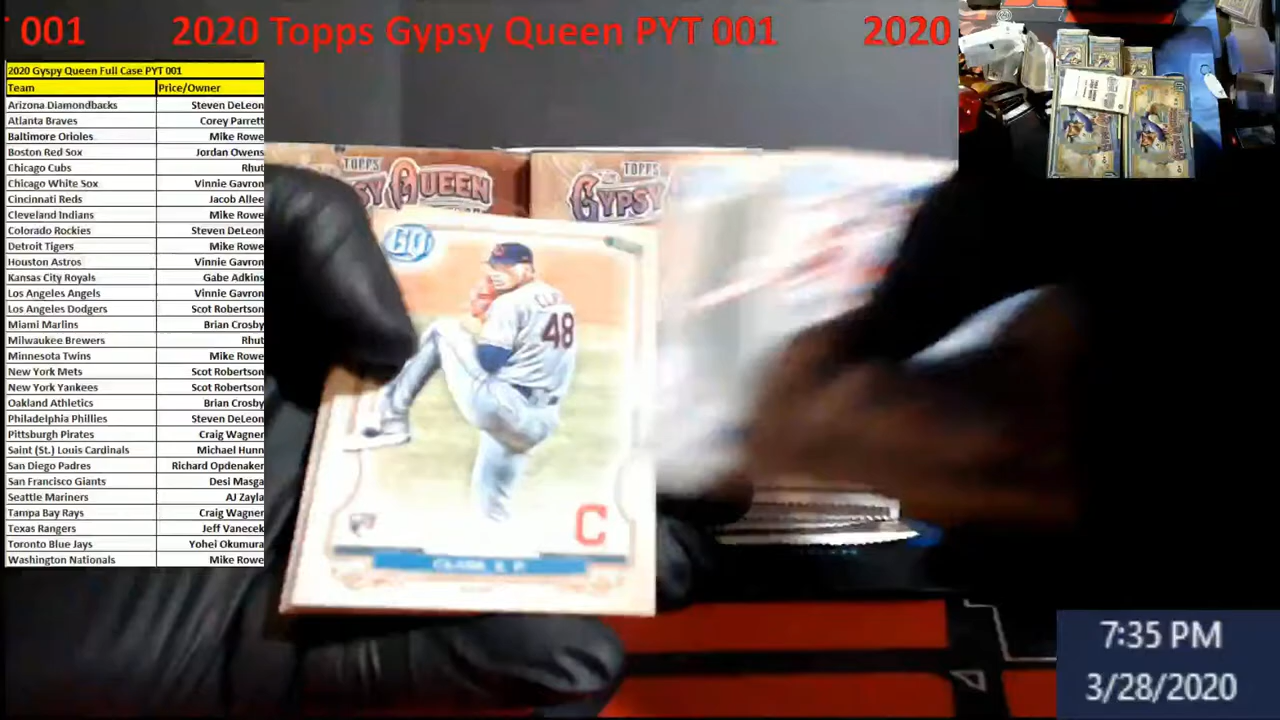 001 2020 Topps Gypsy Queen PYT 001 2020
2020 Gyspy Queen Full Case PYT 001
Team Price/Owner
Arizona Diamondbacks Steven DeLeon
Atlanta Braves Corey Parrett
Baltimore Orioles Mike Rowe
Boston Red Sox Jordan Owens
Chicago Cubs Rhut
Chicago White Sox Vinnie Gavron
Cincinnati Reds Jacob Allee
Cleveland Indians Mike Rowe
Colorado Rockies Steven DeLeon
Detroit Tigers Mike Rowe
Houston Astros Vinnie Gavron
Kansas City Royals Gabe Adkins
Los Angeles Angels Vinnie Gavron
Los Angeles Dodgers Scot Robertson
Miami Marlins Brian Crosby
Milwaukee Brewers Rhut
Minnesota Twins Mike Rowe
New York Mets Scot Robertson
New York Yankees Scot Robertson
Oakland Athletics Brian Crosby
Philadelphia Phillies Steven DeLeon
Pittsburgh Pirates Craig Wagner
Saint (St.) Louis Cardinals Michael Hunn
San Diego Padres Richard Opdenaker
San Francisco Giants Desi Masga
Seattle Mariners AJ Zayla
Tampa Bay Rays Craig Wagner
Texas Rangers Jeff Vanecek
Toronto Blue Jays Yohei Okumura
Washington Nationals Mike Rowe
TOPPS
SY QUEEN
TOPPS
GYPSY
GQ
48
C
7:35 PM
3/28/2020